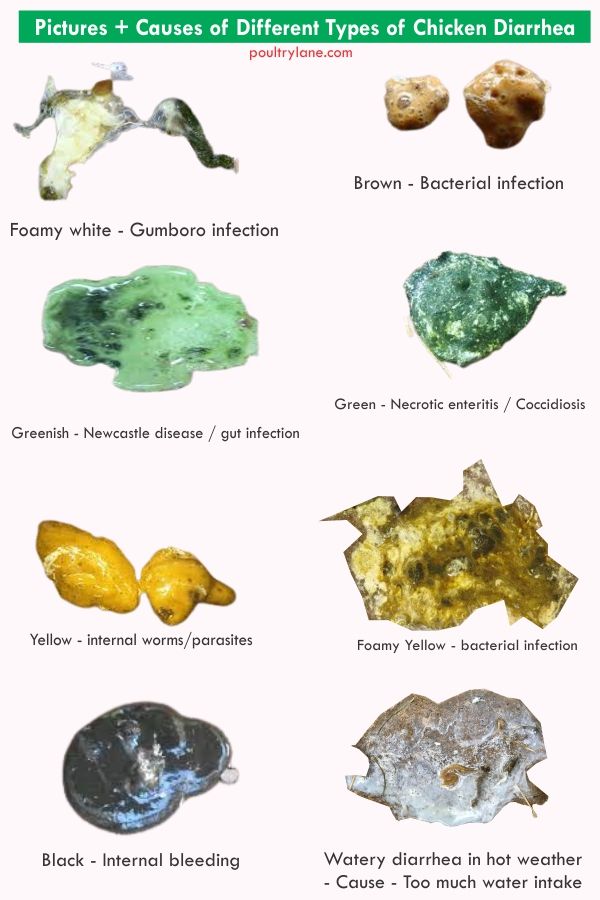 Pictures + Causes of Different Types of Chicken Diarrhea
poultrylane.com
Foamy white - Gumboro infection
Brown - Bacterial infection
Greenish - Newcastle disease / gut infection
Green - Necrotic enteritis / Coccidiosis
Yellow - internal worms/parasites
Foamy Yellow - bacterial infection
Black - Internal bleeding
Watery diarrhea in hot weather
- Cause - Too much water intake